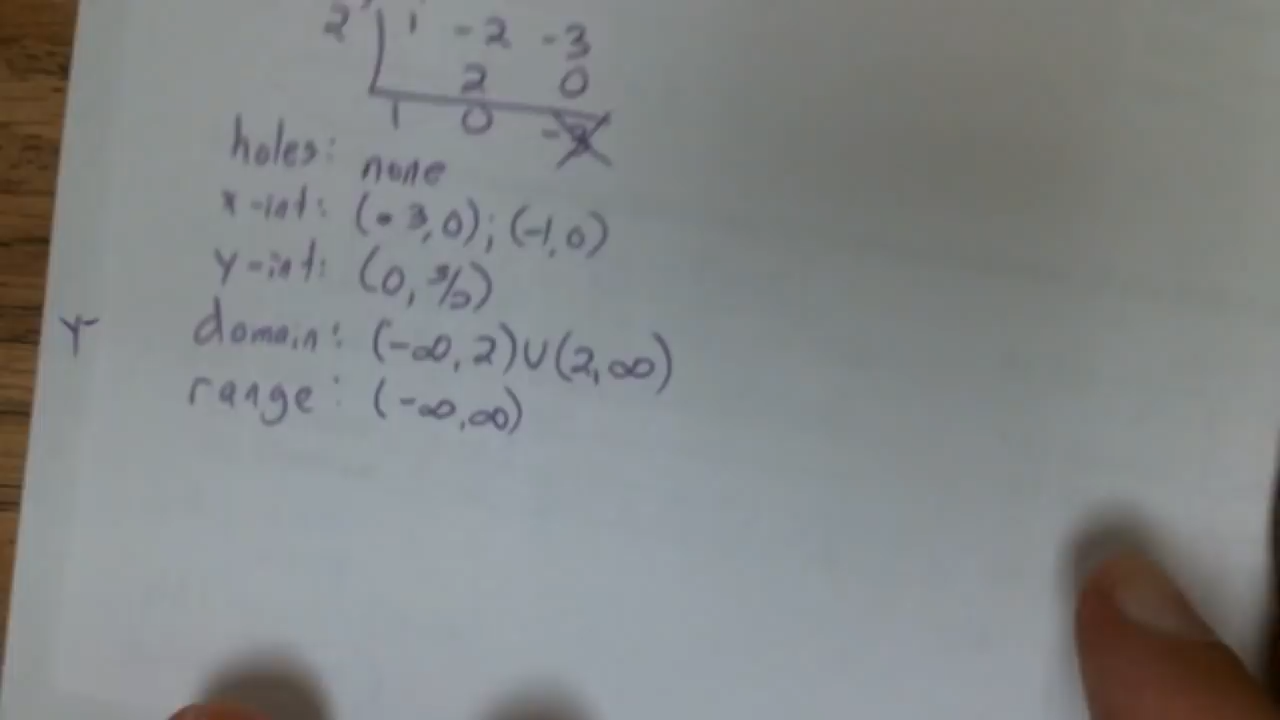 2 | 1 -2 -3
2 0
1 0
holes: none
x-int: (3,0); (-1,0)
y-int: (0, 3/2)
domain: (-∞, 2)∪(2,∞)
range: (-∞,∞)
Y